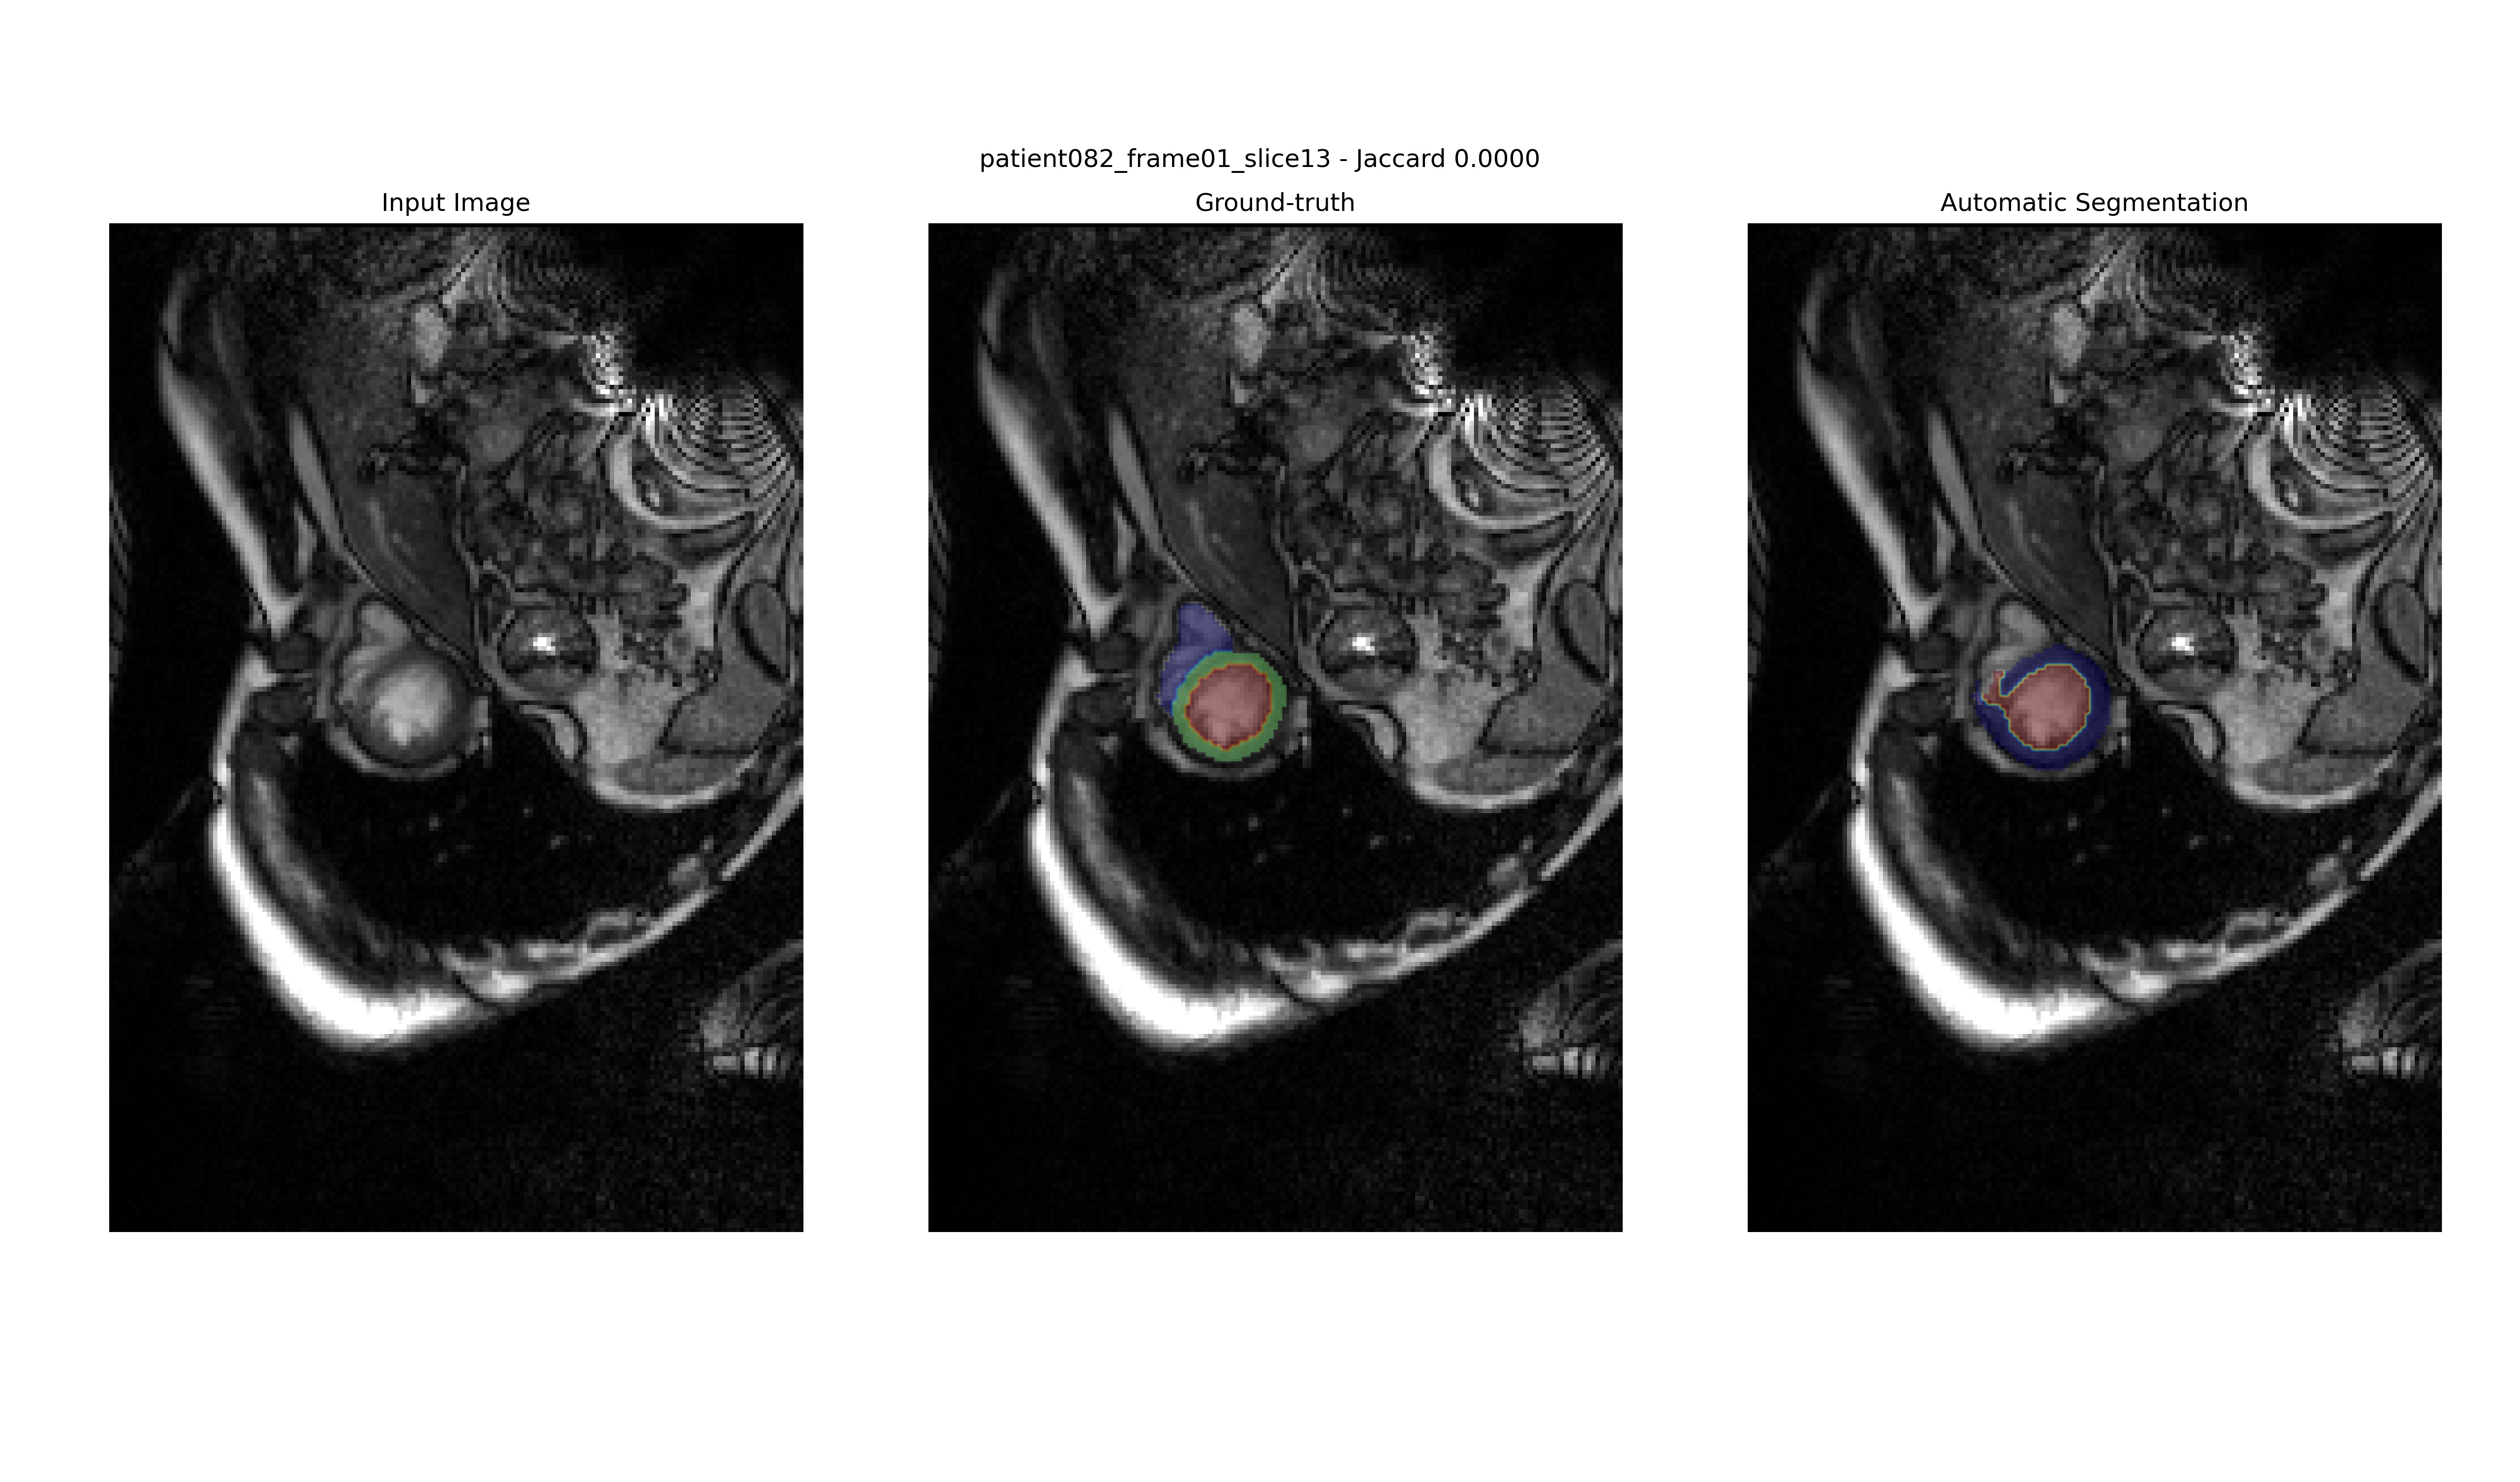 patient082_frame01_slice13 - Jaccard 0.0000
Input Image
Ground-truth
Automatic Segmentation